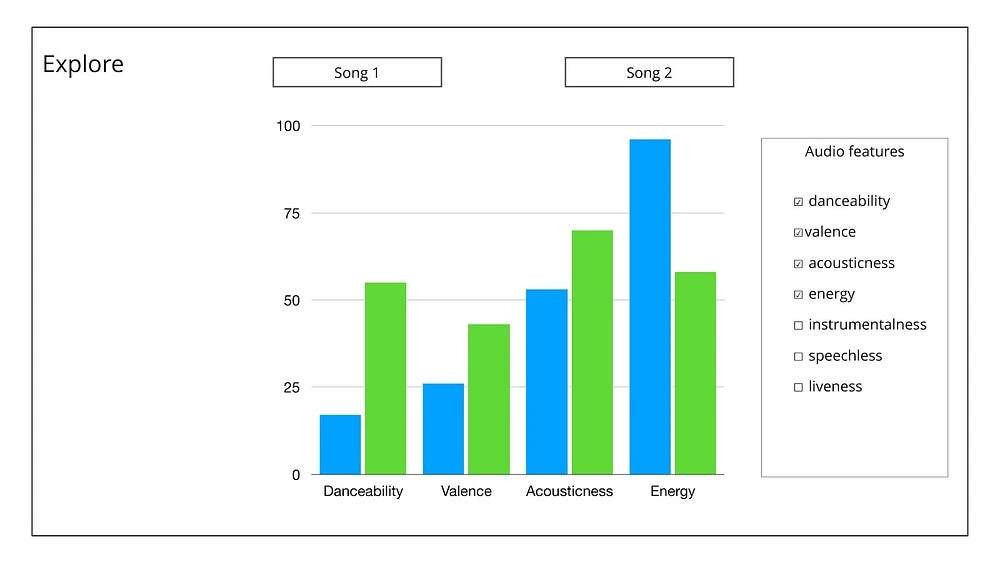 Explore
Song 1
Song 2
100
75
50
25
0
Danceability
Valence
Acousticness
Energy
Audio features
☑ danceability
☑valence
☑ acousticness
☑ energy
☐ instrumentalness
☐ speechless
☐ liveness